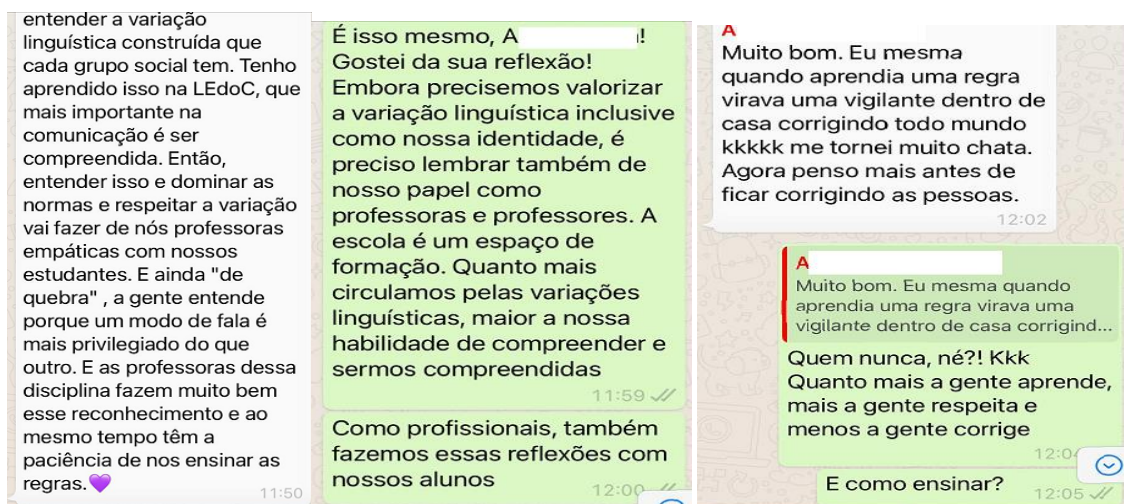 entender a variação
linguística construída que
cada grupo social tem. Tenho
aprendido isso na LEdoC, que
mais importante na
comunicação é ser
compreendida. Então,
entender isso e dominar as
normas e respeitar a variação
vai fazer de nós professoras
empáticas com nossos
estudantes. E ainda "de
quebra" , a gente entende
porque um modo de fala é
mais privilegiado do que
outro. E as professoras dessa
disciplina fazem muito bem
esse reconhecimento e ao
mesmo tempo têm a
paciência de nos ensinar as
regras.💜
11:50
É isso mesmo, A !
Gostei da sua reflexão!
Embora precisemos valorizar
a variação linguística inclusive
como nossa identidade, é
preciso lembrar também de
nosso papel como
professoras e professores. A
escola é um espaço de
formação. Quanto mais
circulamos pelas variações
linguísticas, maior a nossa
habilidade de compreender e
sermos compreendidas
11:59
Como profissionais, também
fazemos essas reflexões com
nossos alunos
12:00
A
Muito bom. Eu mesma
quando aprendia uma regra
virava uma vigilante dentro de
casa corrigindo todo mundo
kkkkk me tornei muito chata.
Agora penso mais antes de
ficar corrigindo as pessoas.
12:02
A
Muito bom. Eu mesma quando
aprendia uma regra virava uma
vigilante dentro de casa corrigind...
Quem nunca, né?! Kkk
Quanto mais a gente aprende,
mais a gente respeita e
menos a gente corrige
12:04
E como ensinar?
12:05